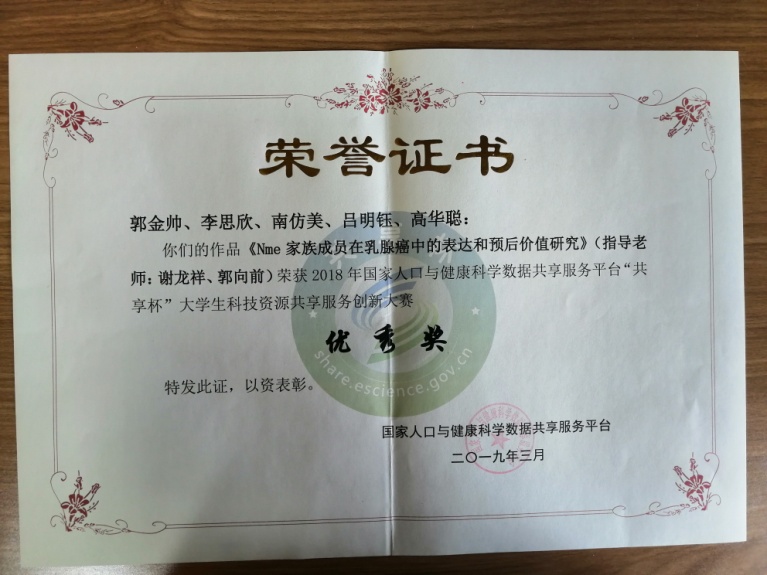 荣誉证书
郭金帅、李思欣、南仿美、吕明钰、高华聪：
你们的作品《Nme 家族成员在乳腺癌中的表达和预后价值研究》（指导老
师：谢龙祥、郭向前）荣获 2018 年国家人口与健康科学数据共享服务平台“共
享杯”大学生科技资源共享服务创新大赛
优秀奖
share.escience.gov.cn
特发此证，以资表彰。
国家人口与健康科学数据共享服务平台
二〇一九年三月